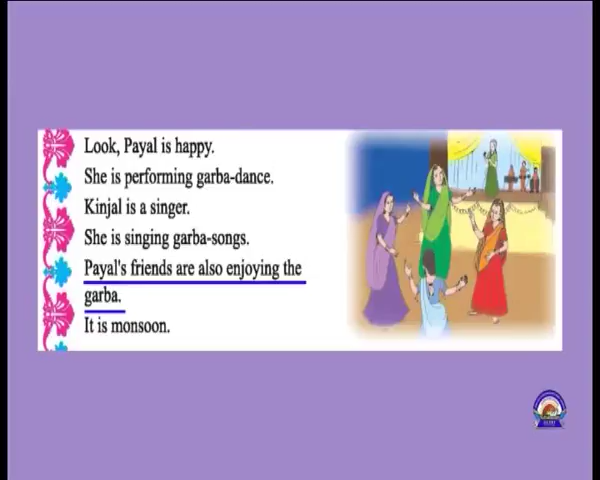 Look, Payal is happy.
She is performing garba-dance.
Kinjal is a singer.
She is singing garba-songs.
Payal's friends are also enjoying the
garba.
It is monsoon.